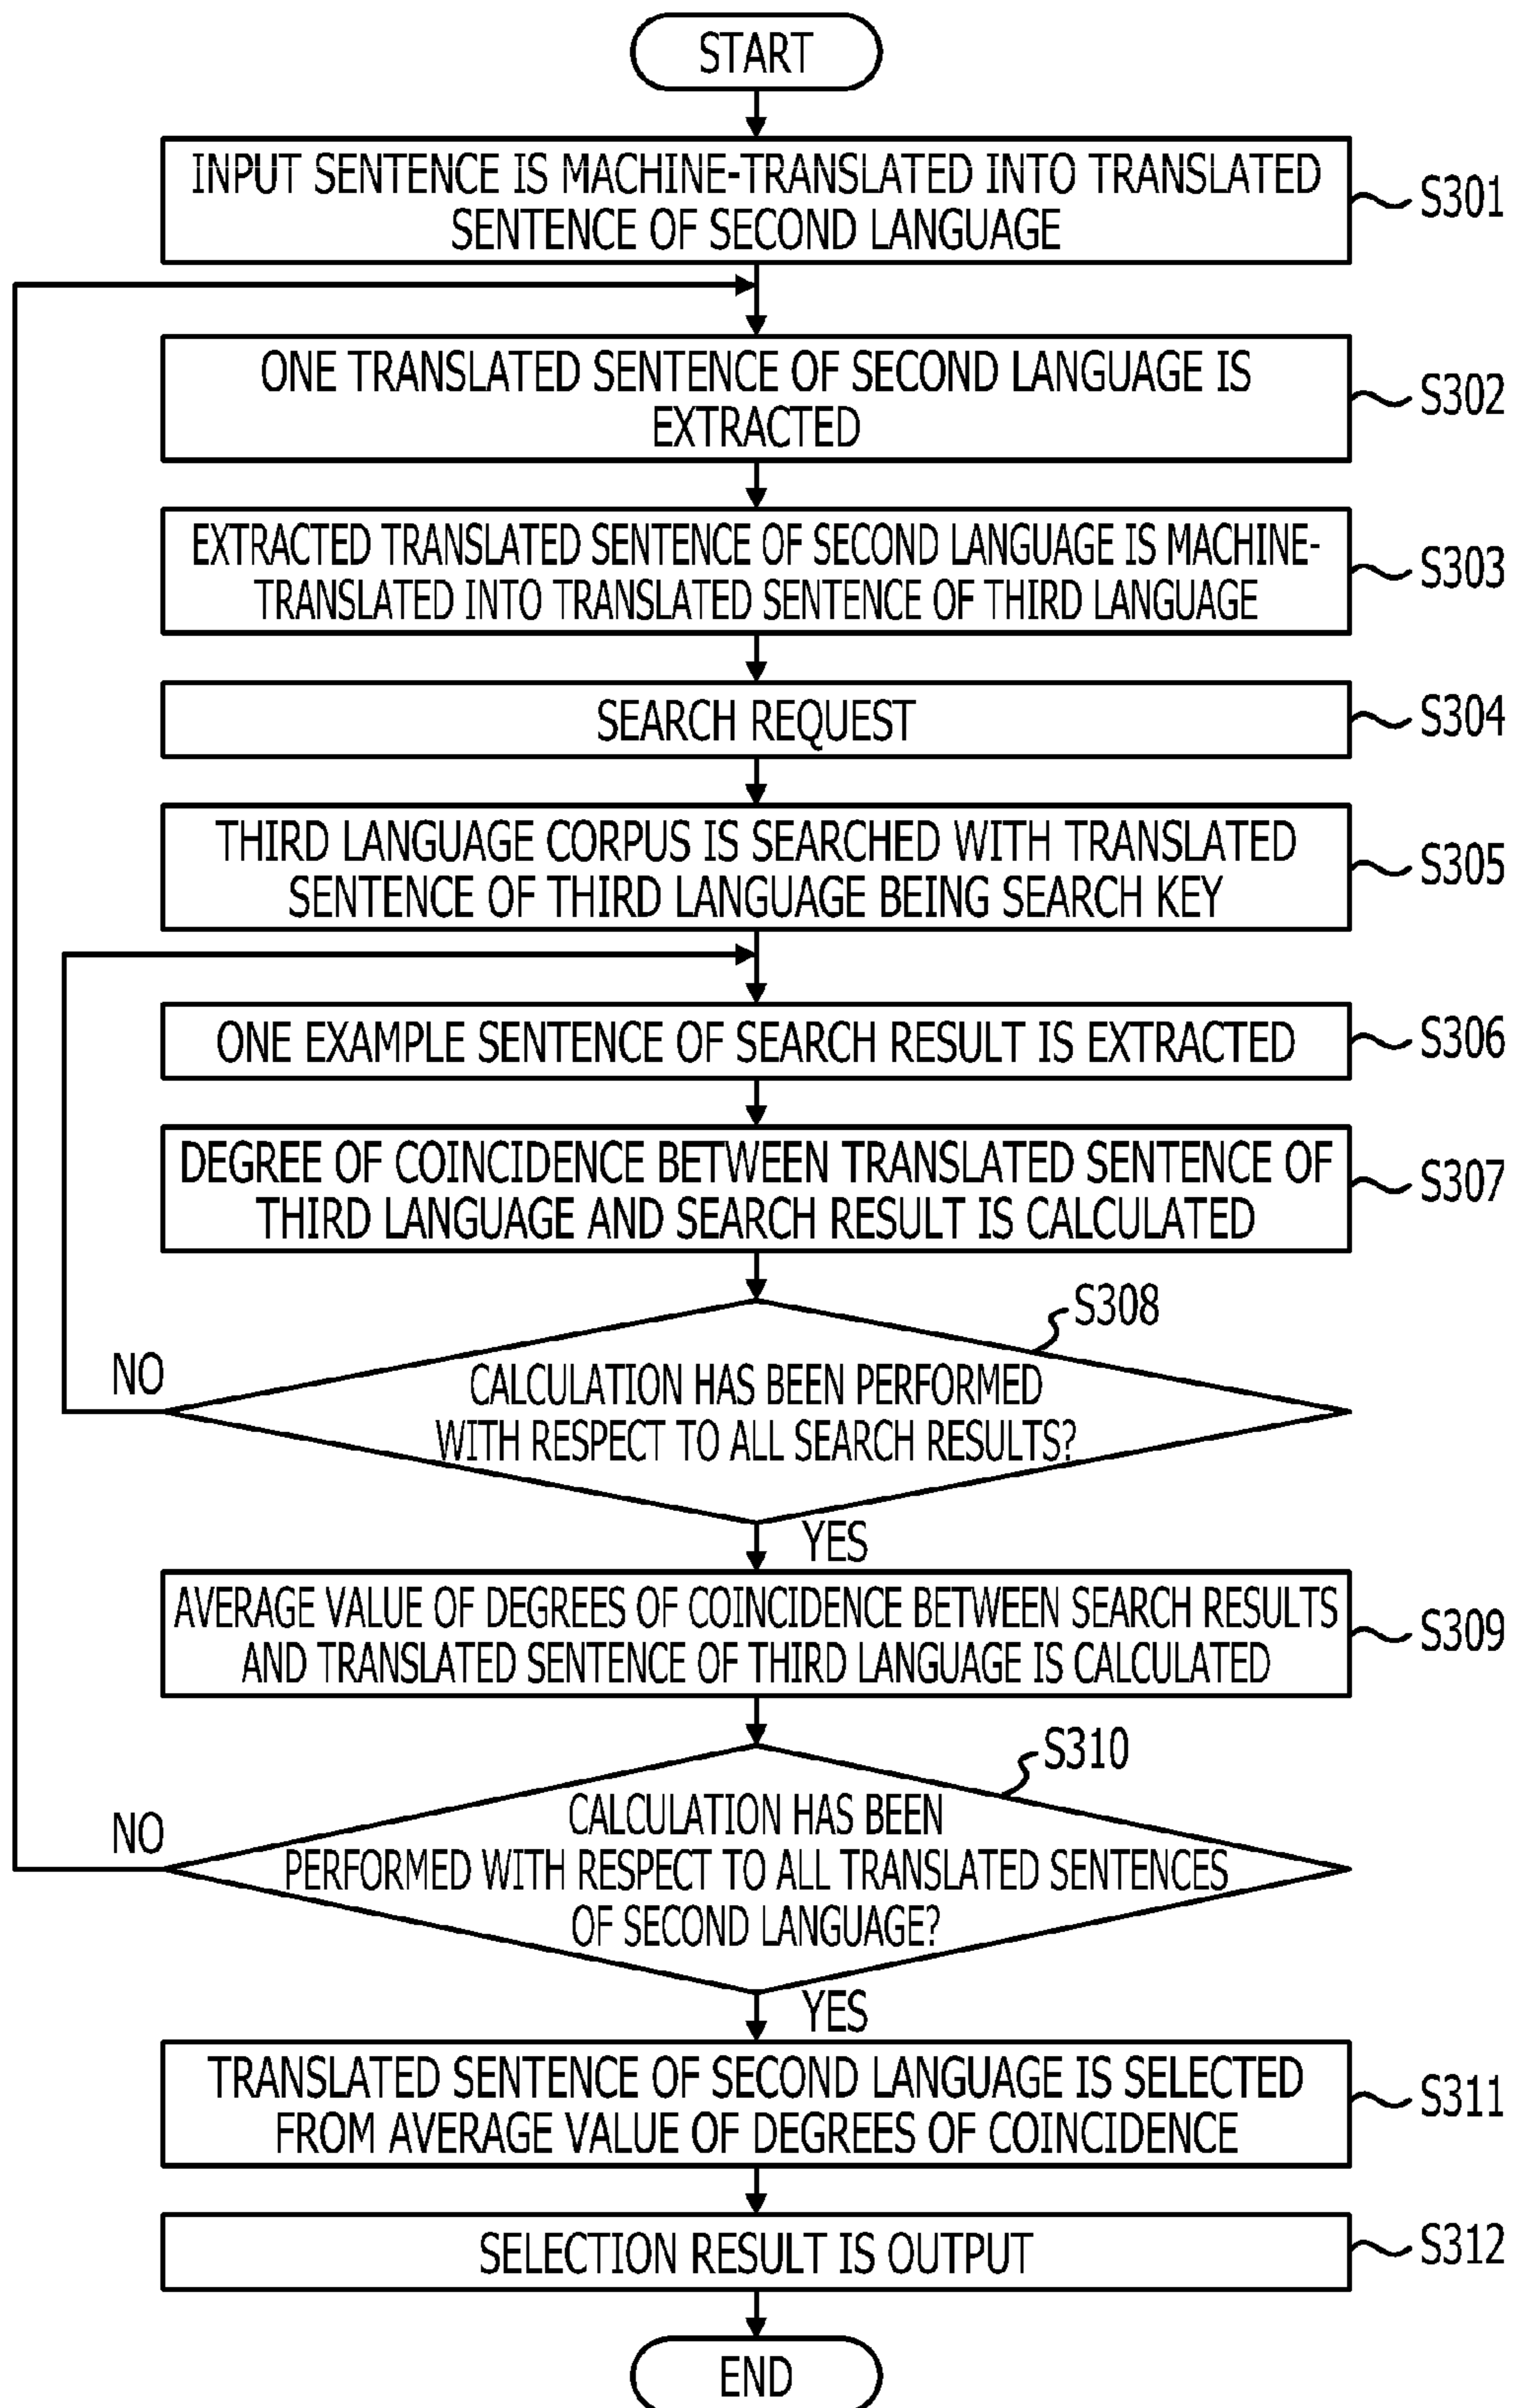 START
INPUT SENTENCE IS MACHINE-TRANSLATED INTO TRANSLATED
SENTENCE OF SECOND LANGUAGE
S301
ONE TRANSLATED SENTENCE OF SECOND LANGUAGE IS
EXTRACTED
S302
EXTRACTED TRANSLATED SENTENCE OF SECOND LANGUAGE IS MACHINE-
TRANSLATED INTO TRANSLATED SENTENCE OF THIRD LANGUAGE
S303
SEARCH REQUEST
S304
THIRD LANGUAGE CORPUS IS SEARCHED WITH TRANSLATED
SENTENCE OF THIRD LANGUAGE BEING SEARCH KEY
S305
ONE EXAMPLE SENTENCE OF SEARCH RESULT IS EXTRACTED
S306
DEGREE OF COINCIDENCE BETWEEN TRANSLATED SENTENCE OF
THIRD LANGUAGE AND SEARCH RESULT IS CALCULATED
S307
S308
NO
CALCULATION HAS BEEN PERFORMED
WITH RESPECT TO ALL SEARCH RESULTS?
YES
AVERAGE VALUE OF DEGREES OF COINCIDENCE BETWEEN SEARCH RESULTS
AND TRANSLATED SENTENCE OF THIRD LANGUAGE IS CALCULATED
S309
S310
NO
CALCULATION HAS BEEN
PERFORMED WITH RESPECT TO ALL TRANSLATED SENTENCES
OF SECOND LANGUAGE?
YES
TRANSLATED SENTENCE OF SECOND LANGUAGE IS SELECTED
FROM AVERAGE VALUE OF DEGREES OF COINCIDENCE
S311
SELECTION RESULT IS OUTPUT
S312
END